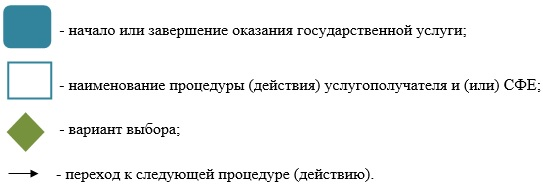 - начало или завершение оказания государственной услуги;
- наименование процедуры (действия) услугополучателя и (или) СФЕ;
- вариант выбора;
- переход к следующей процедуре (действию).